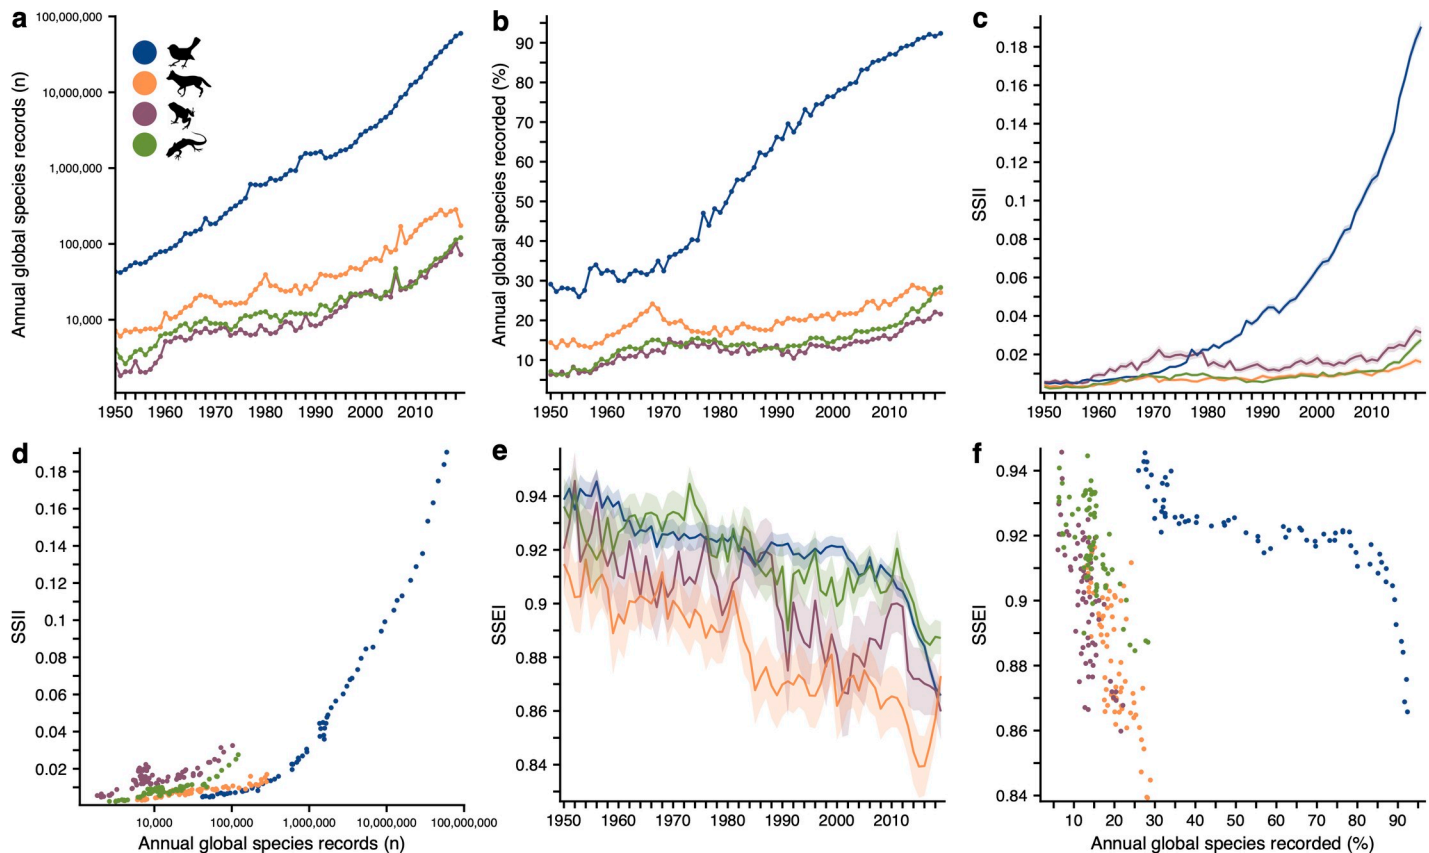 a
Annual global species records (n)
100,000,000
10,000,000
1,000,000
100,000
10,000
1950 1960 1970 1980 1990 2000 2010
b
Annual global species recorded (%)
90
80
70
60
50
40
30
20
10
1950 1960 1970 1980 1990 2000 2010
c
SSII
0.18
0.16
0.14
0.12
0.1
0.08
0.06
0.04
0.02
1950 1960 1970 1980 1990 2000 2010
d
SSII
0.18
0.16
0.14
0.12
0.1
0.08
0.06
0.04
0.02
10,000 100,000 1,000,000 10,000,000 100,000,000
Annual global species records (n)
e
SSEI
0.94
0.92
0.9
0.88
0.86
0.84
1950 1960 1970 1980 1990 2000 2010
f
SSEI
0.94
0.92
0.9
0.88
0.86
0.84
10 20 30 40 50 60 70 80 90
Annual global species recorded (%)